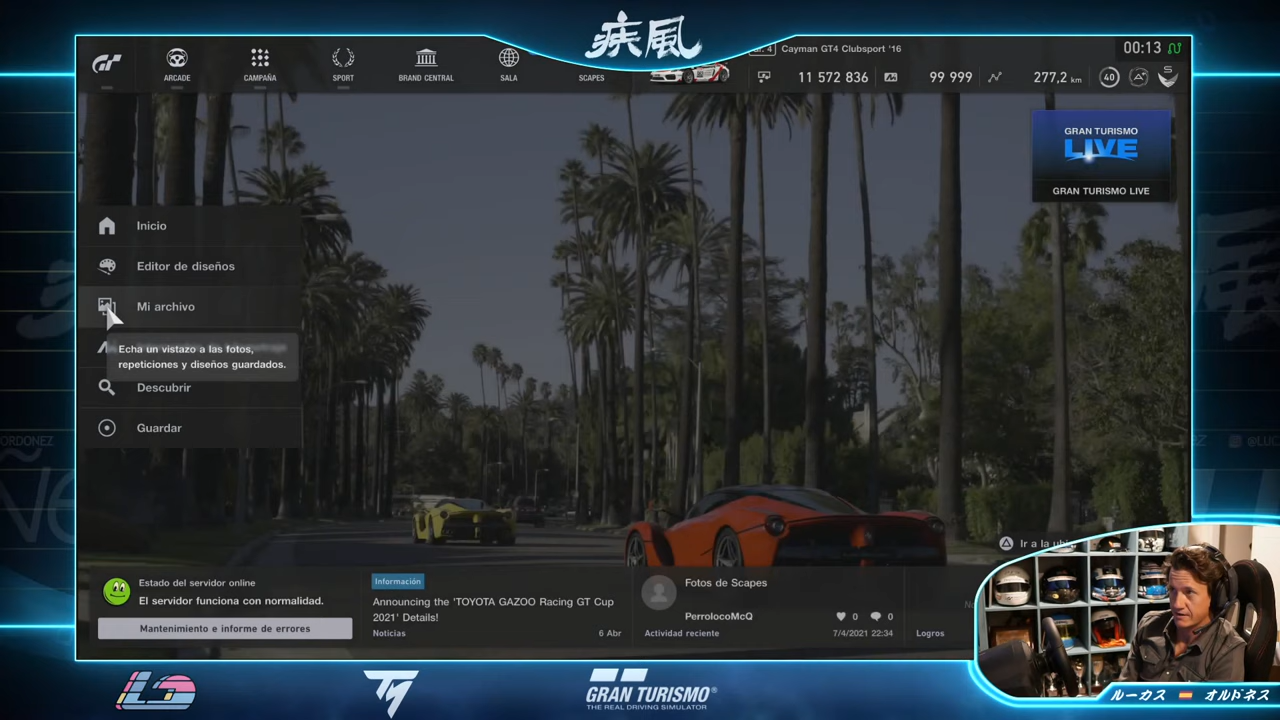 疾風
ARCADE
CAMPAÑA
SPORT
BRAND CENTRAL
SALA
SCAPES
Cayman GT4 Clubsport '16
00:13
11 572 836
99 999
277,2 km
40
S
GRAN TURISMO
LIVE
GRAN TURISMO LIVE
Inicio
Editor de diseños
Mi archivo
Echa un vistazo a las fotos,
repeticiones y diseños guardados.
Descubrir
Guardar
Ir a la ubi
Estado del servidor online
El servidor funciona con normalidad.
Mantenimiento e informe de errores
Información
Announcing the 'TOYOTA GAZOO Racing GT Cup
2021' Details!
Noticias
6 Abr
Fotos de Scapes
PerrolocoMcQ
0
0
Actividad reciente
7/4/2021 22:34
Logros
ORDONEZ
GRAN TURISMO
THE REAL DRIVING SIMULATOR
ルーカス
オルドネス